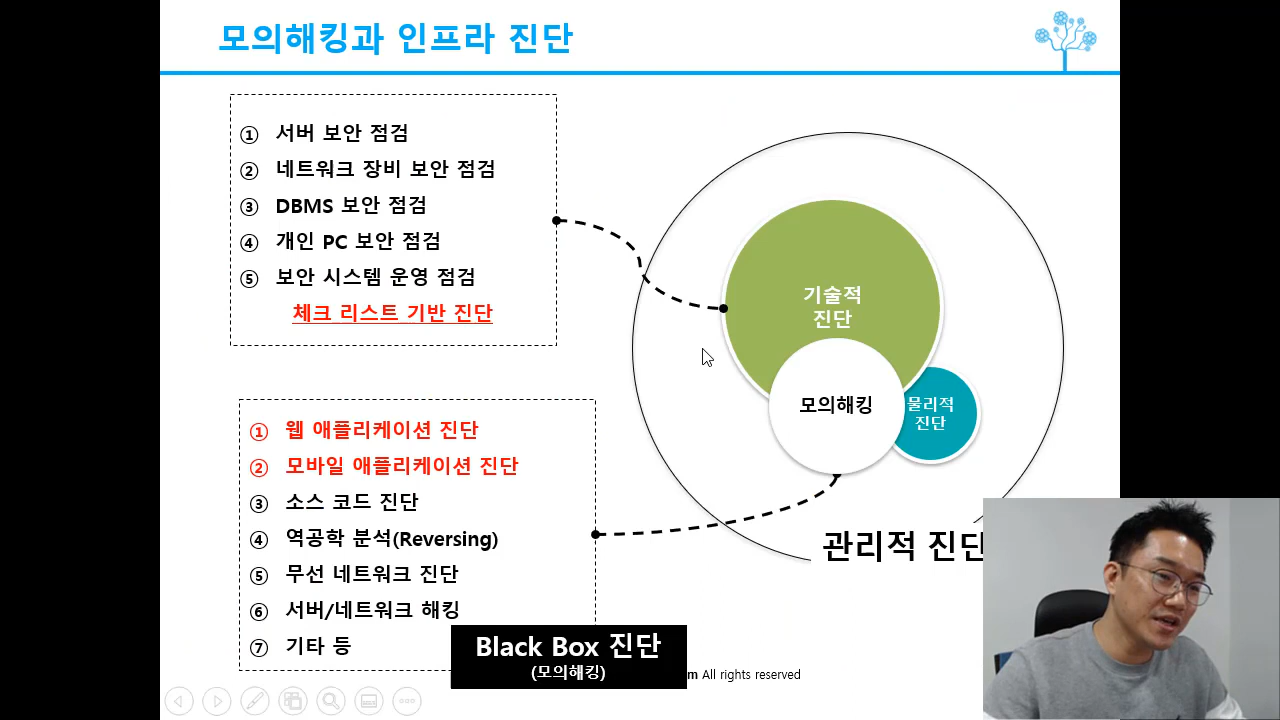 모의해킹과 인프라 진단
① 서버 보안 점검
② 네트워크 장비 보안 점검
③ DBMS 보안 점검
④ 개인 PC 보안 점검
⑤ 보안 시스템 운영 점검
체크 리스트 기반 진단
① 웹 애플리케이션 진단
② 모바일 애플리케이션 진단
③ 소스 코드 진단
④ 역공학 분석(Reversing)
⑤ 무선 네트워크 진단
⑥ 서버/네트워크 해킹
⑦ 기타 등
Black Box 진단
(모의해킹)
기술적
진단
모의해킹
물리적
진단
관리적 진단
m All rights reserved